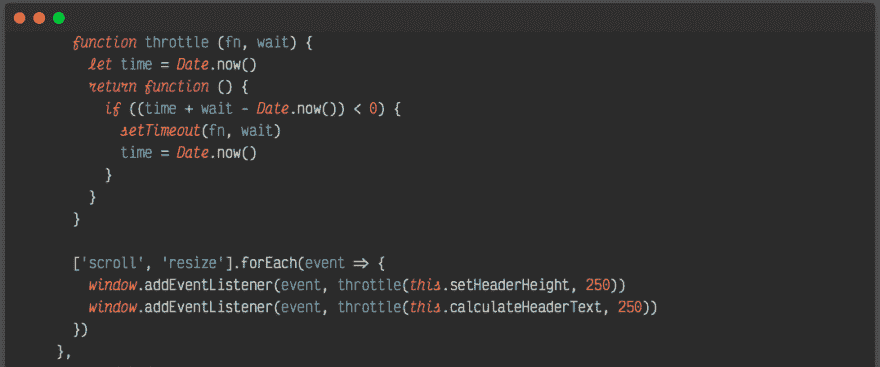 function throttle (fn, wait) {
let time = Date.now()
return function () {
if ((time + wait - Date.now()) < 0) {
setTimeout(fn, wait)
time = Date.now()
}
}
}
['scroll', 'resize'].forEach(event => {
window.addEventListener(event, throttle(this.setHeaderHeight, 250))
window.addEventListener(event, throttle(this.calculateHeaderText, 250))
})
},